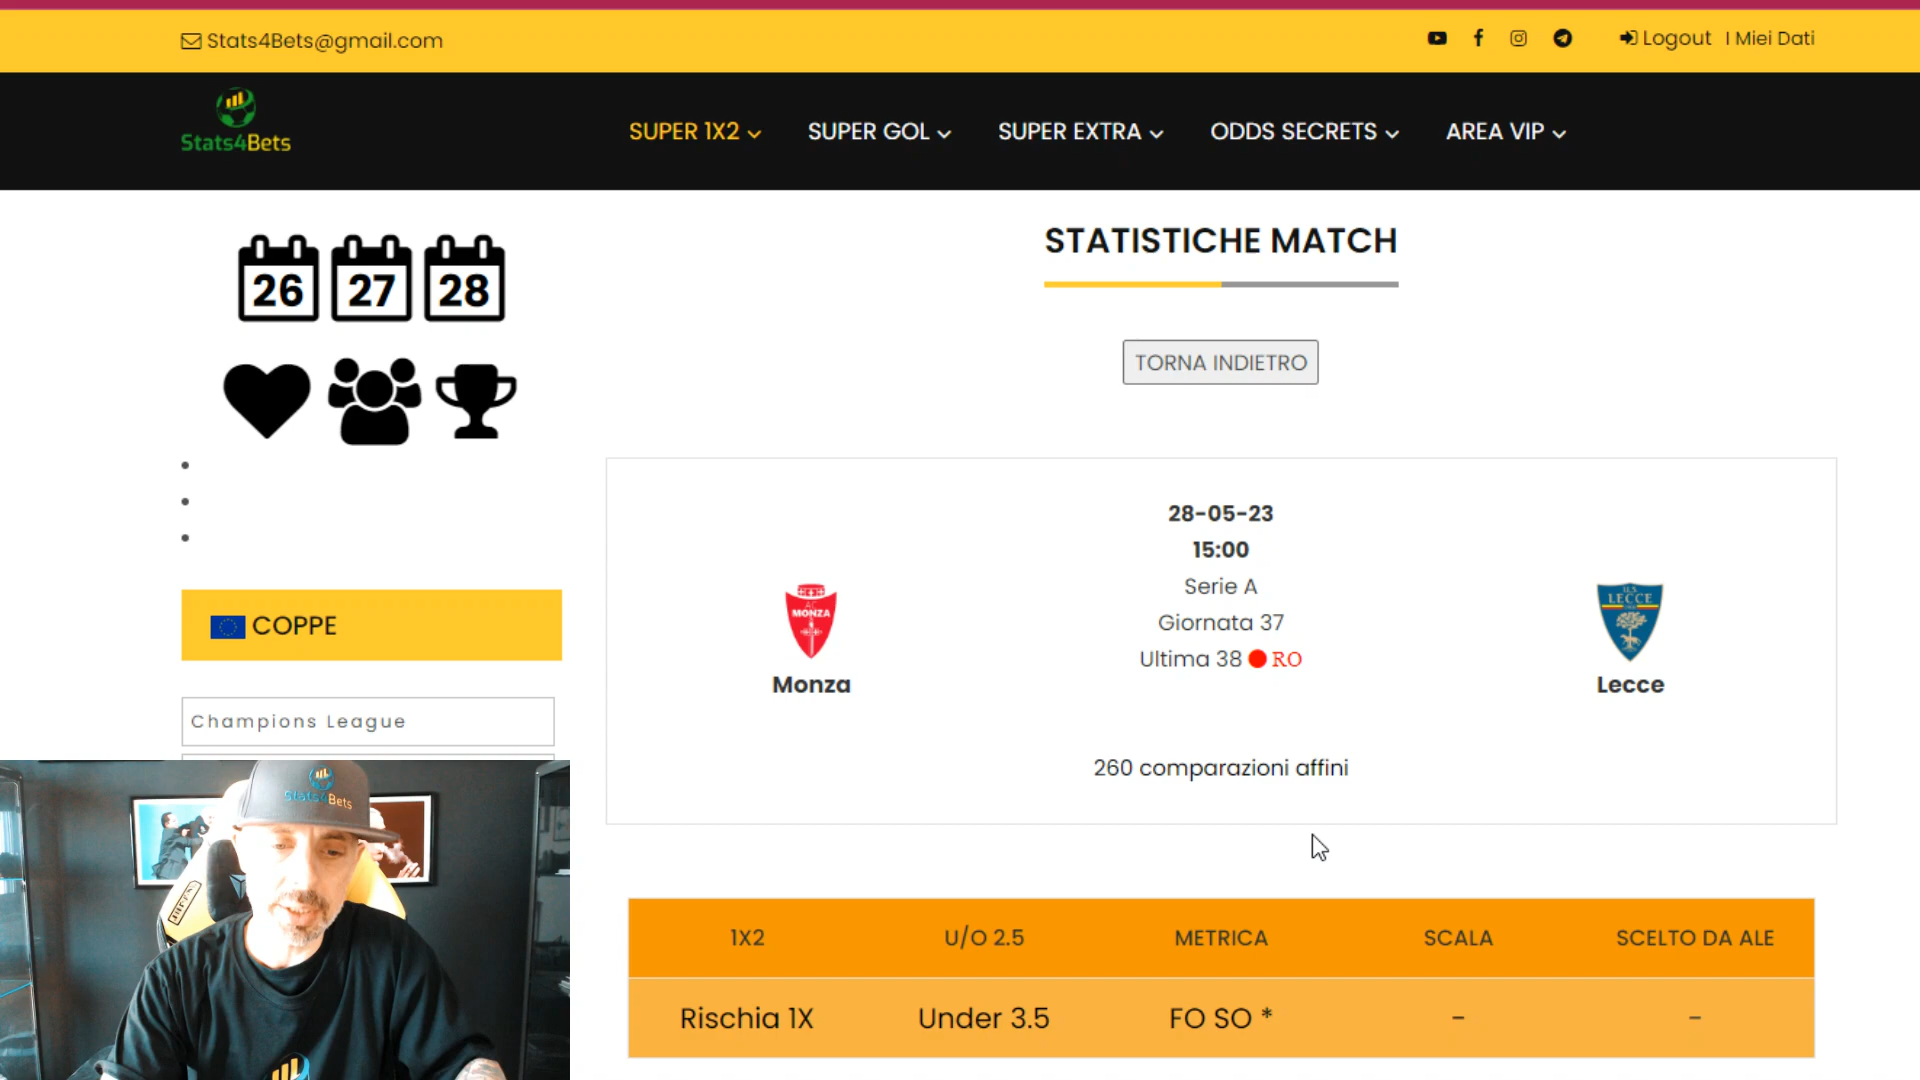 Stats4Bets@gmail.com
Logout I Miei Dati
Stats4Bets
SUPER 1X2 SUPER GOL SUPER EXTRA ODDS SECRETS AREA VIP
26 27 28
STATISTICHE MATCH
TORNA INDIETRO
28-05-23
15:00
Serie A
Giornata 37
Ultima 38 RO
AC
MONZA
Monza
U.S.
LECCE
Lecce
260 comparazioni affini
COPPE
Champions League
Stats4Bets
1X2 U/O 2.5 METRICA SCALA SCELTO DA ALE
Rischia 1X Under 3.5 FO SO * - -